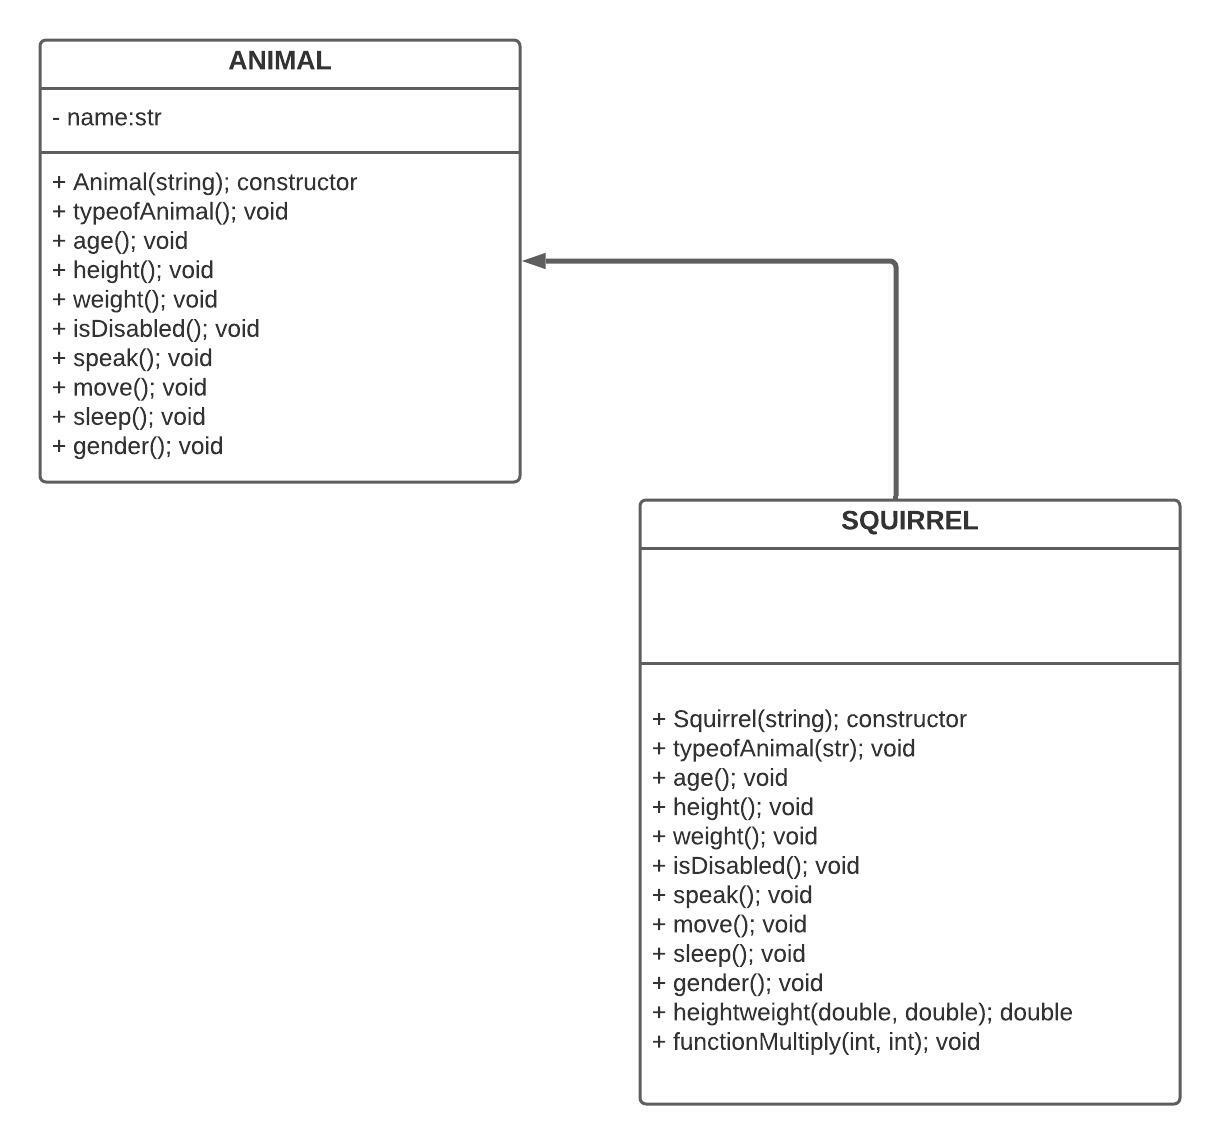 ANIMAL
- name:str
+ Animal(string); constructor
+ typeofAnimal(); void
+ age(); void
+ height(); void
+ weight(); void
+ isDisabled(); void
+ speak(); void
+ move(); void
+ sleep(); void
+ gender(); void
SQUIRREL
+ Squirrel(string); constructor
+ typeofAnimal(str); void
+ age(); void
+ height(); void
+ weight(); void
+ isDisabled(); void
+ speak(); void
+ move(); void
+ sleep(); void
+ gender(); void
+ heightweight(double, double); double
+ functionMultiply(int, int); void